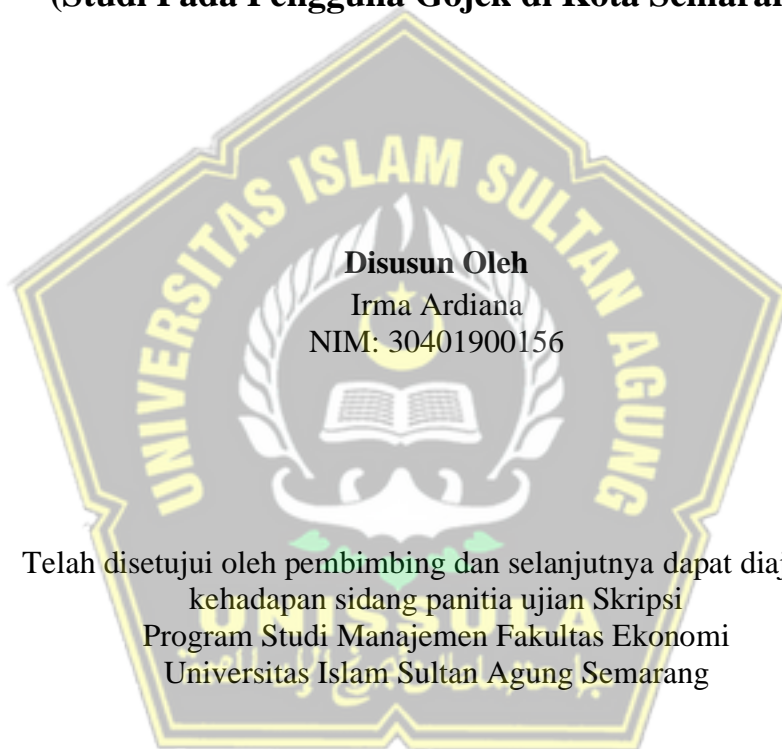 (Studi Pada Pengguna Gojek di Kota Semaran
UNIVERSITAS ISLAM SULTAN AGUNG
Disusun Oleh
Irma Ardiana
NIM: 30401900156
Telah disetujui oleh pembimbing dan selanjutnya dapat diaj
kehadapan sidang panitia ujian Skripsi
UNISSULA
Program Studi Manajemen Fakultas Ekonomi
Universitas Islam Sultan Agung Semarang